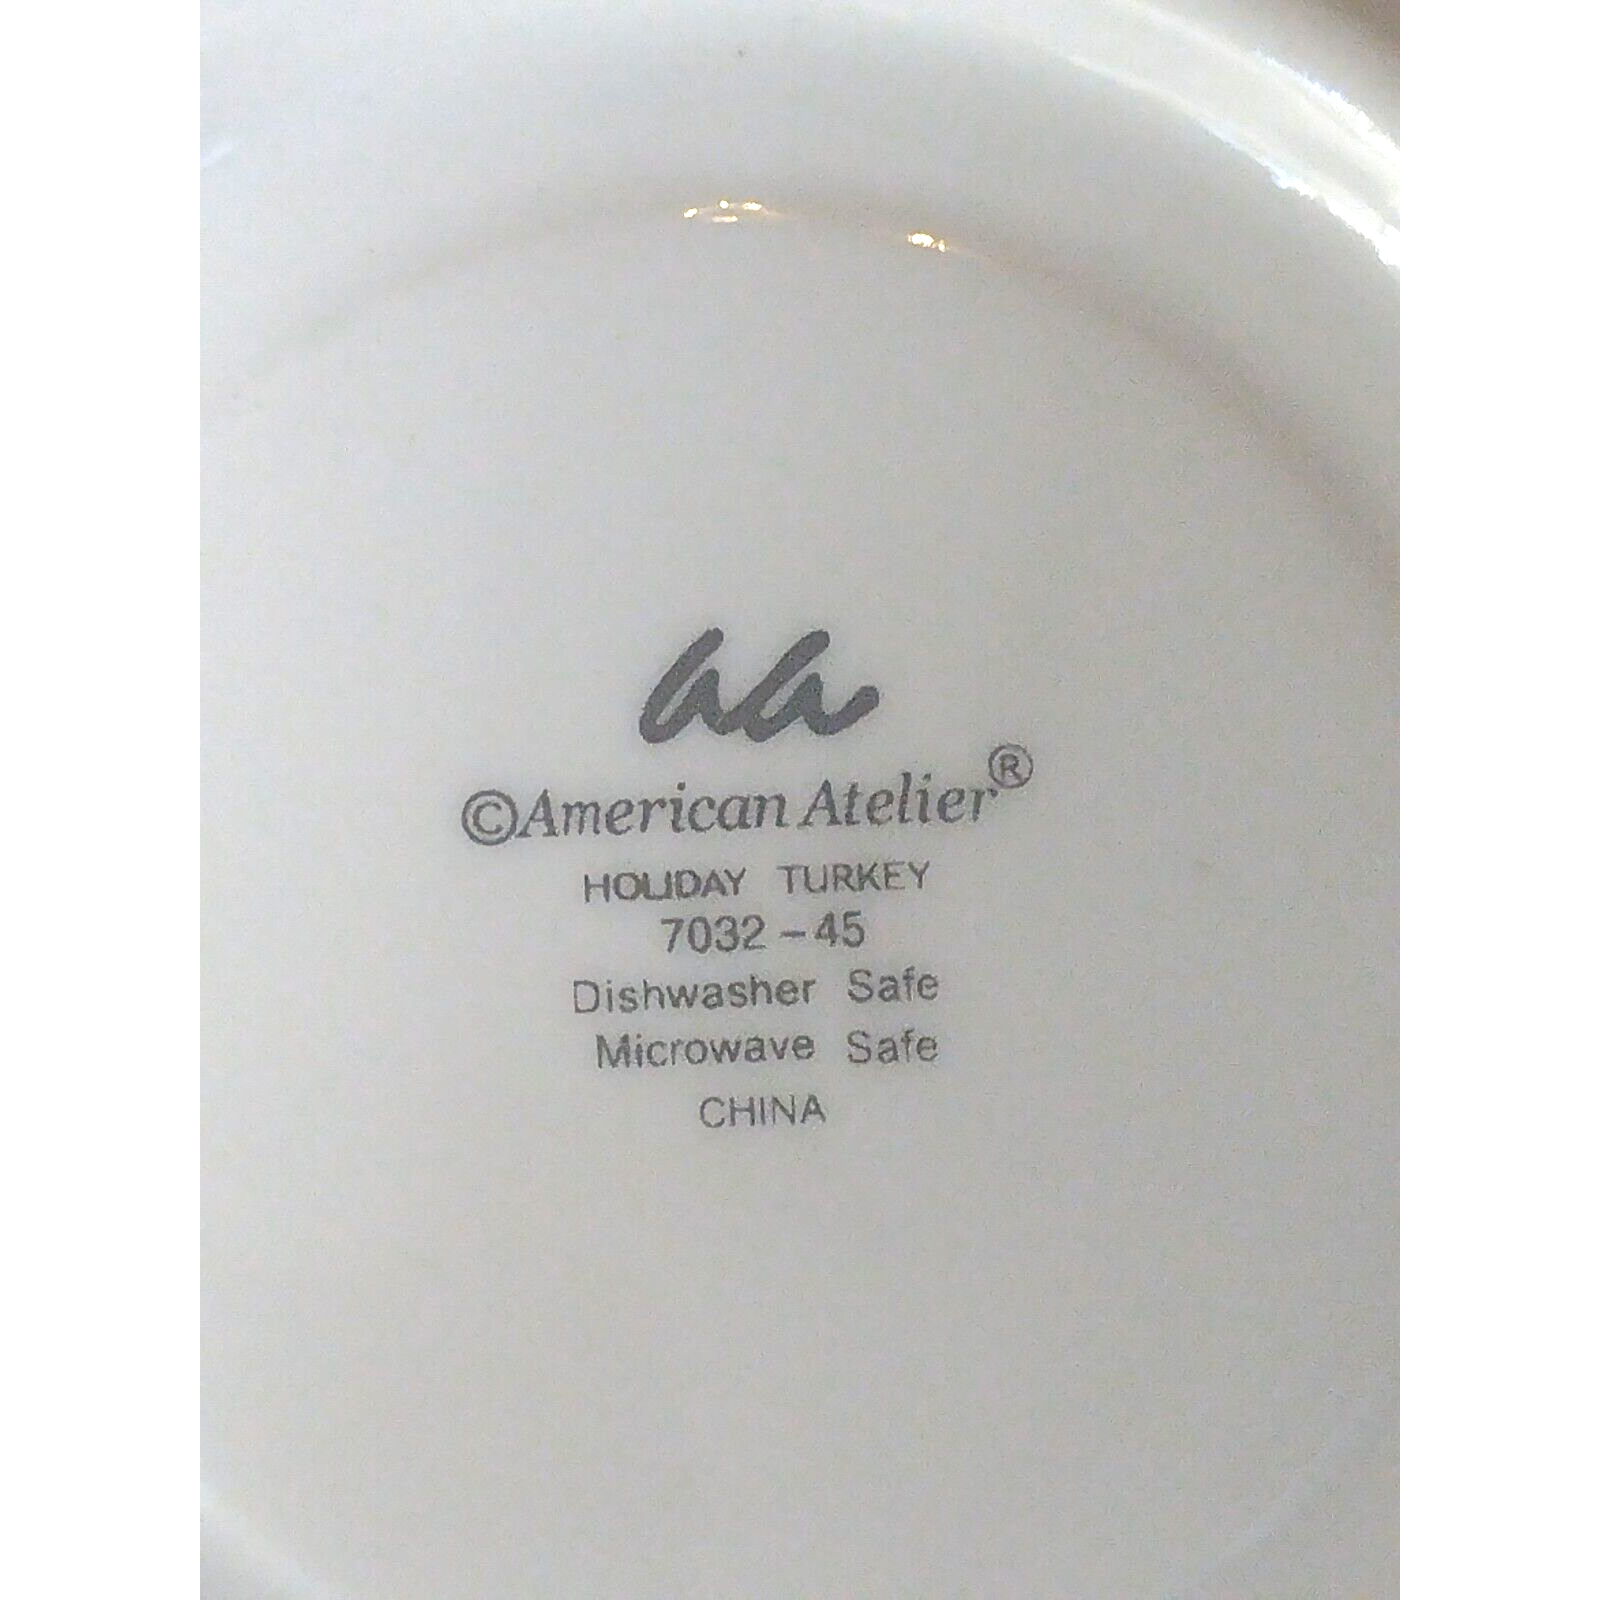 aa
©American Atelier®
HOLIDAY TURKEY
7032-45
Dishwasher Safe
Microwave Safe
CHINA